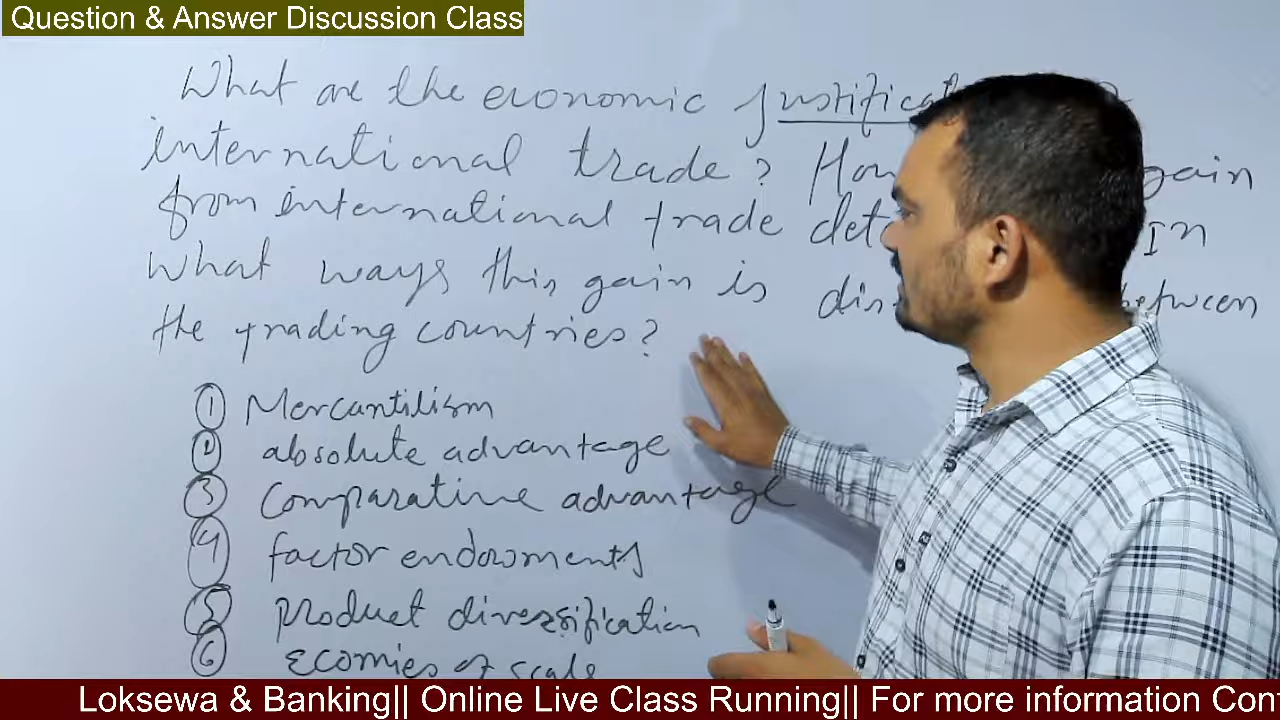 Question & Answer Discussion Class
What are the economic justificat
international trade? How gain
from international trade det In
what ways this gain is dis between
the trading countries?
① Mercantilism
② absolute advantage
③ Comparative advantage
④ factor endowments
⑤ product diversification
⑥ Ecomies of scale
Loksewa & Banking|| Online Live Class Running|| For more information Con